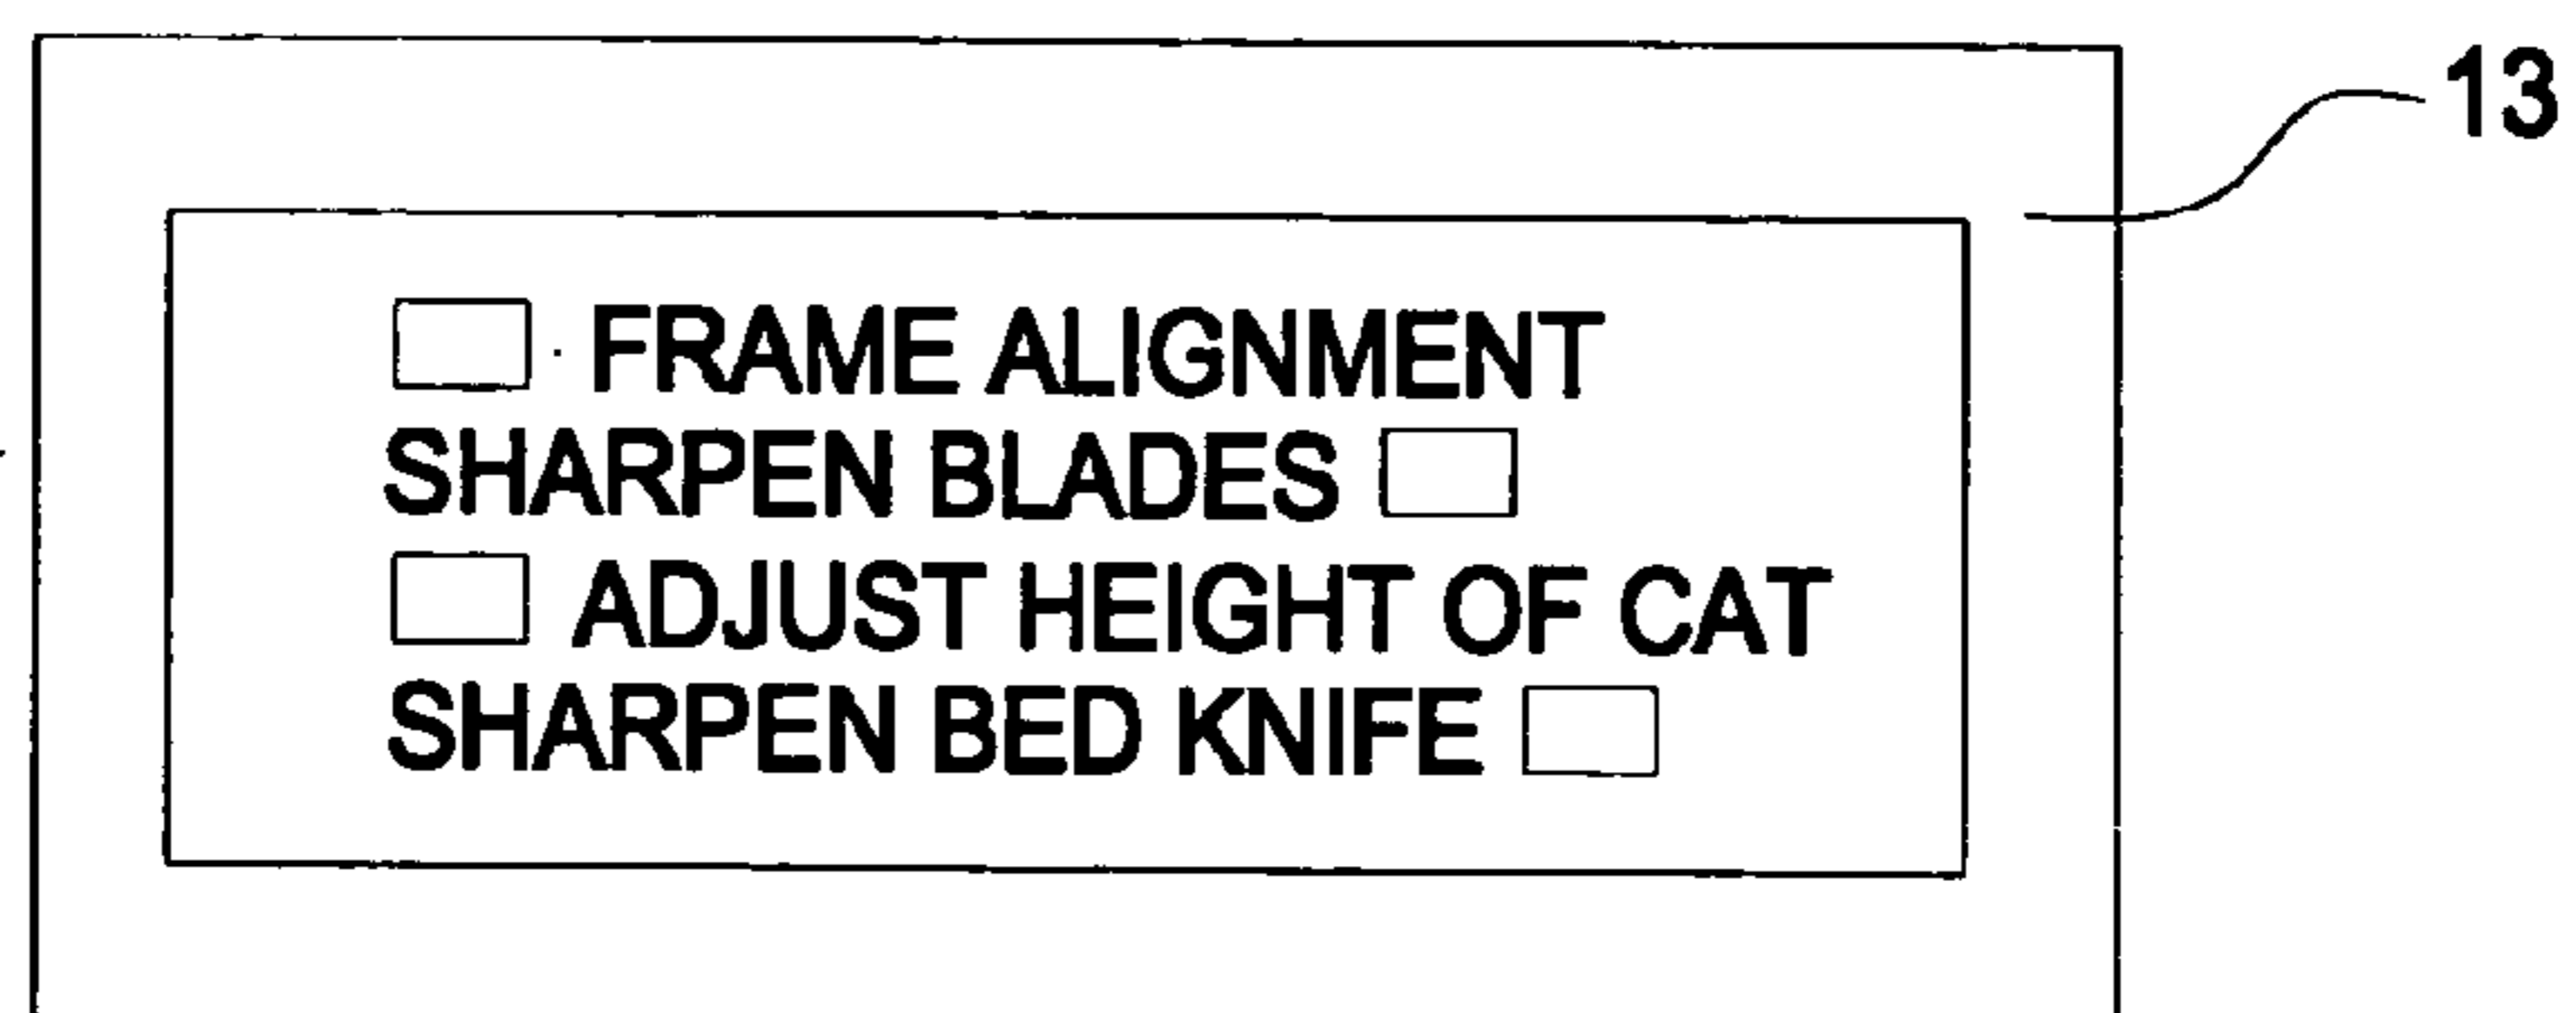 13
FRAME ALIGNMENT
SHARPEN BLADES
ADJUST HEIGHT OF CAT
SHARPEN BED KNIFE